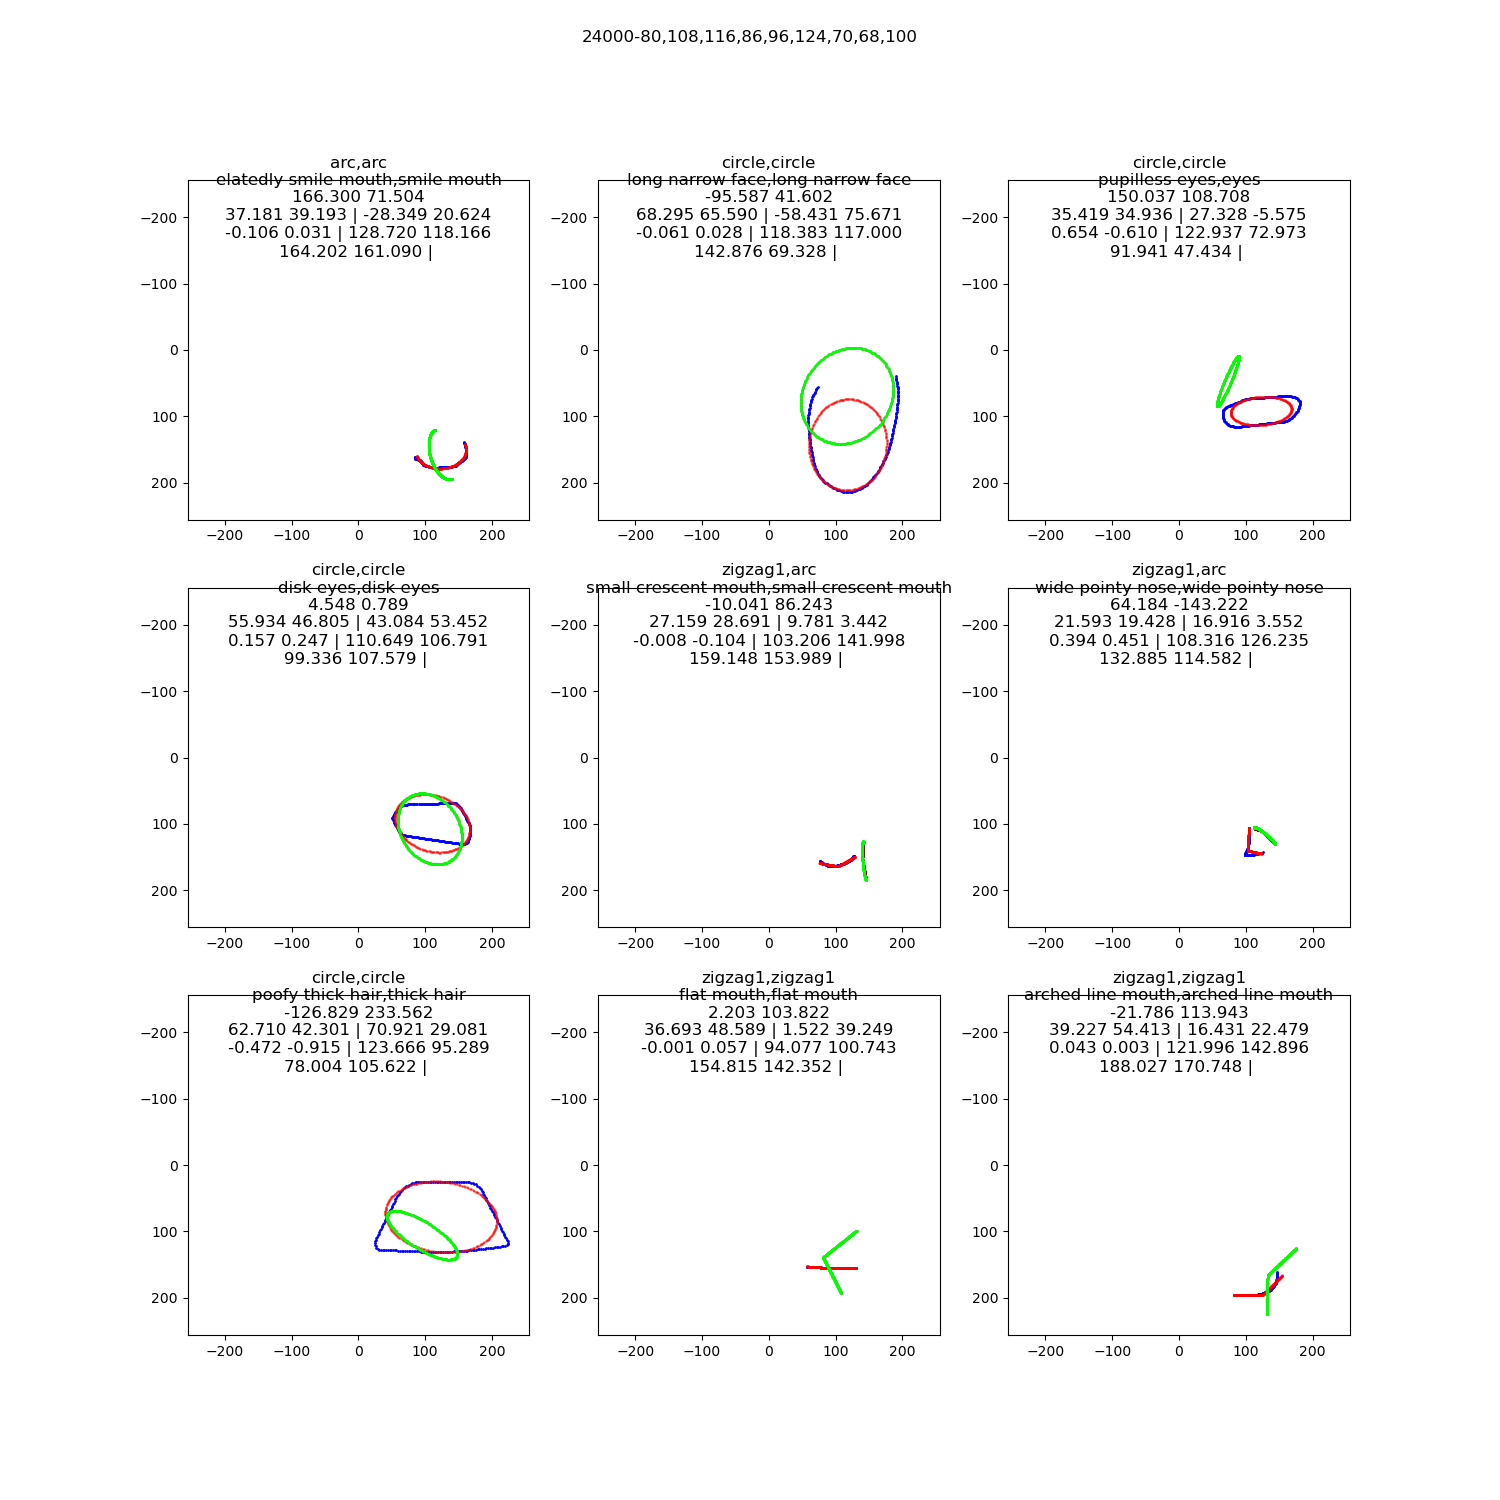 24000-80,108,116,86,96,124,70,68,100
arc,arc
elatedly smile mouth,smile mouth
166.300 71.504
37.181 39.193 | -28.349 20.624
-0.106 0.031 | 128.720 118.166
164.202 161.090 |
−200
−100
0
100
200
−200 −100 0 100 200
circle,circle
long narrow face,long narrow face
-95.587 41.602
68.295 65.590 | -58.431 75.671
-0.061 0.028 | 118.383 117.000
142.876 69.328 |
−200
−100
0
100
200
−200 −100 0 100 200
circle,circle
pupilless eyes,eyes
150.037 108.708
35.419 34.936 | 27.328 -5.575
0.654 -0.610 | 122.937 72.973
91.941 47.434 |
−200
−100
0
100
200
−200 −100 0 100 200
circle,circle
disk eyes,disk eyes
4.548 0.789
55.934 46.805 | 43.084 53.452
0.157 0.247 | 110.649 106.791
99.336 107.579 |
−200
−100
0
100
200
−200 −100 0 100 200
zigzag1,arc
small crescent mouth,small crescent mouth
-10.041 86.243
27.159 28.691 | 9.781 3.442
-0.008 -0.104 | 103.206 141.998
159.148 153.989 |
−200
−100
0
100
200
−200 −100 0 100 200
zigzag1,arc
wide pointy nose,wide pointy nose
64.184 -143.222
21.593 19.428 | 16.916 3.552
0.394 0.451 | 108.316 126.235
132.885 114.582 |
−200
−100
0
100
200
−200 −100 0 100 200
circle,circle
poofy thick hair,thick hair
-126.829 233.562
62.710 42.301 | 70.921 29.081
-0.472 -0.915 | 123.666 95.289
78.004 105.622 |
−200
−100
0
100
200
−200 −100 0 100 200
zigzag1,zigzag1
flat mouth,flat mouth
2.203 103.822
36.693 48.589 | 1.522 39.249
-0.001 0.057 | 94.077 100.743
154.815 142.352 |
−200
−100
0
100
200
−200 −100 0 100 200
zigzag1,zigzag1
arched line mouth,arched line mouth
-21.786 113.943
39.227 54.413 | 16.431 22.479
0.043 0.003 | 121.996 142.896
188.027 170.748 |
−200
−100
0
100
200
−200 −100 0 100 200